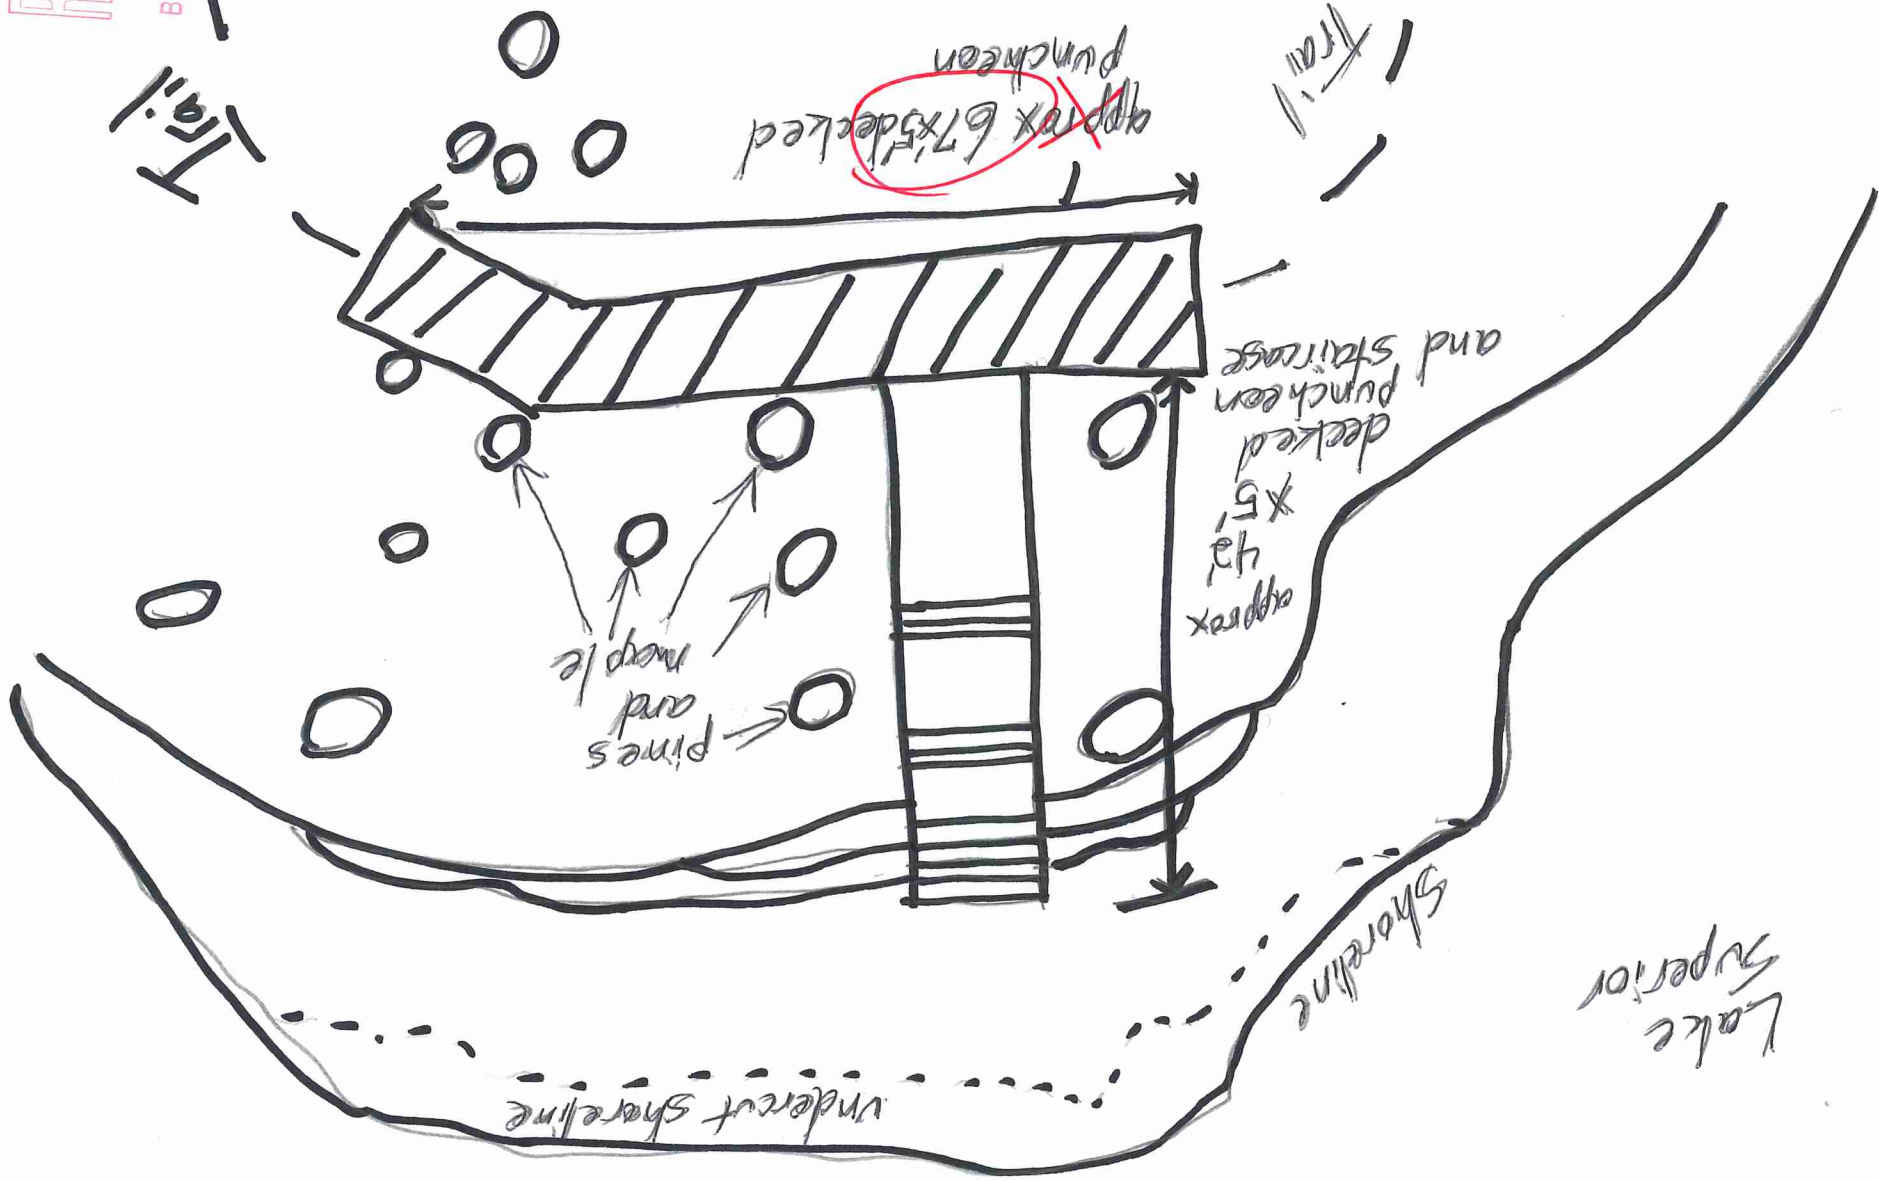 undercut shoreline
Lake
Superior
shoreline
pines
and
maple
approx
42'
x5'
decked
puncheon
and staircase
Trail
approx 67'x5' decked
puncheon
Trail